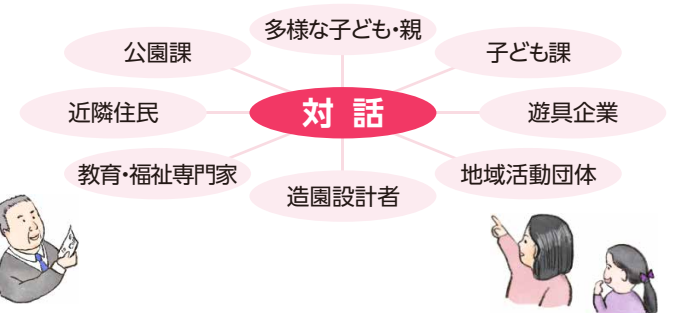 多様な子ども・親
公園課
子ども課
近隣住民
対話
遊具企業
教育・福祉専門家
地域活動団体
造園設計者